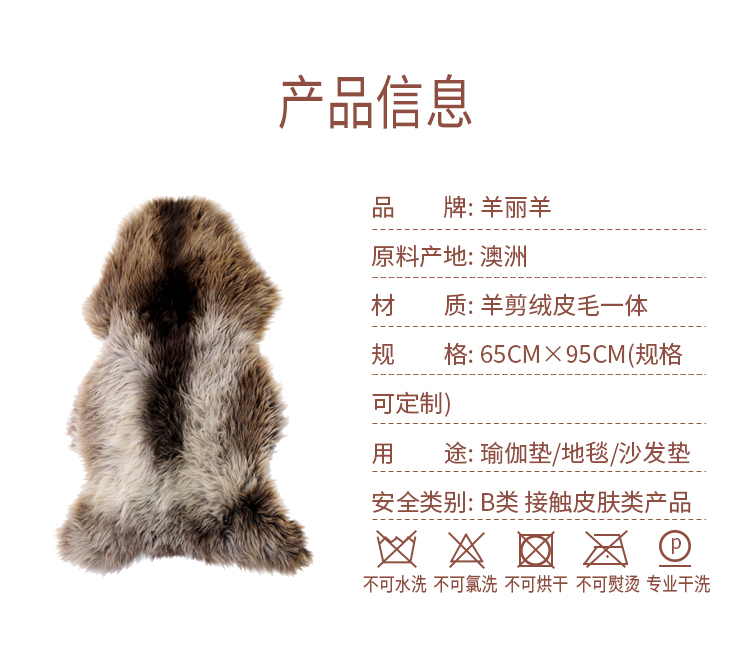 产品信息
品 牌: 羊丽羊
原料产地: 澳洲
材 质: 羊剪绒皮毛一体
规 格: 65CM×95CM(规格
可定制)
用 途: 瑜伽垫/地毯/沙发垫
安全类别: B类 接触皮肤类产品
P
不可水洗 不可氯洗 不可烘干 不可熨烫 专业干洗